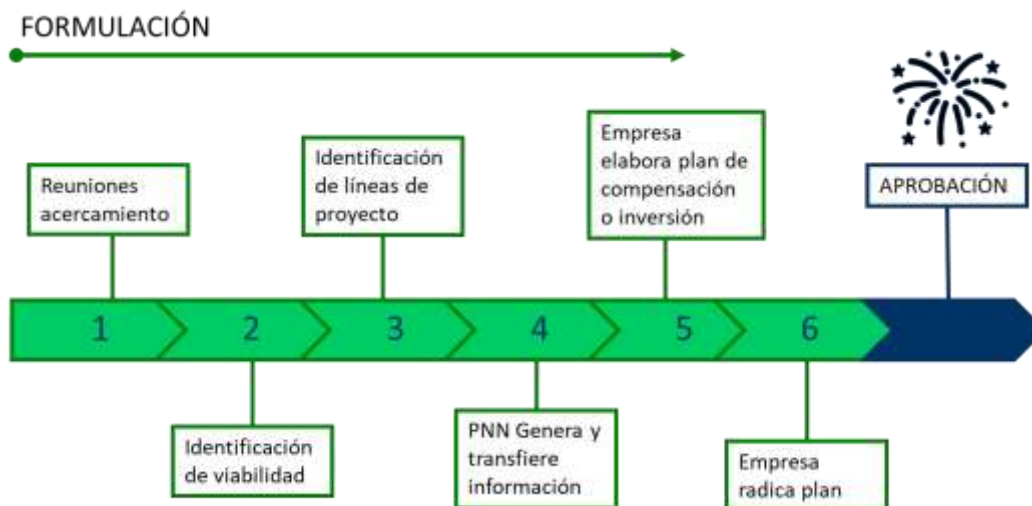 FORMULACIÓN
Reuniones
acercamiento
Identificación
de líneas de
proyecto
Empresa
elabora plan de
compensación
o inversión
APROBACIÓN
1
2
3
4
5
6
Identificación
de viabilidad
PNN Genera y
transfiere
información
Empresa
radica plan